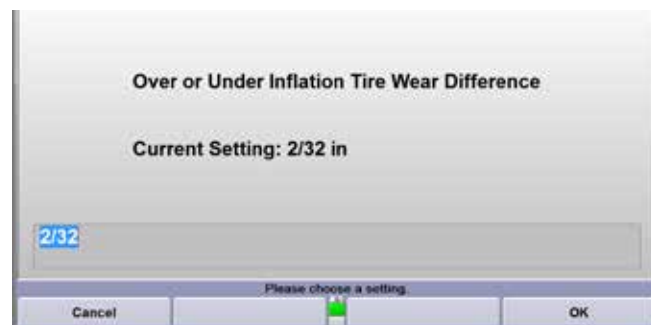 Over or Under Inflation Tire Wear Difference
Current Setting: 2/32 in
2/32
Please choose a setting.
Cancel OK